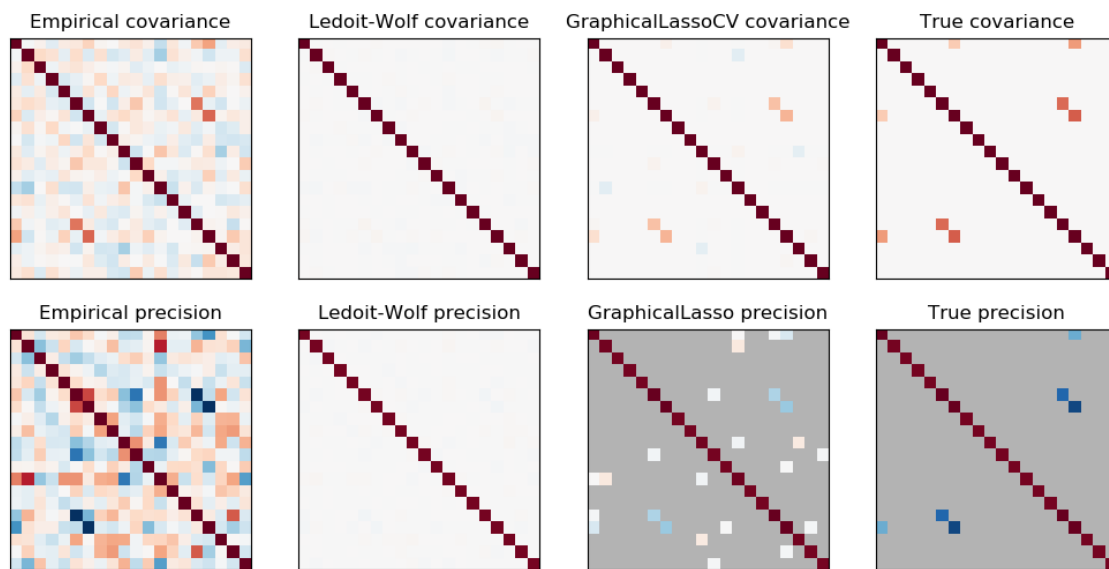 Empirical covariance
Ledoit-Wolf covariance
GraphicalLassoCV covariance
True covariance
Empirical precision
Ledoit-Wolf precision
GraphicalLasso precision
True precision